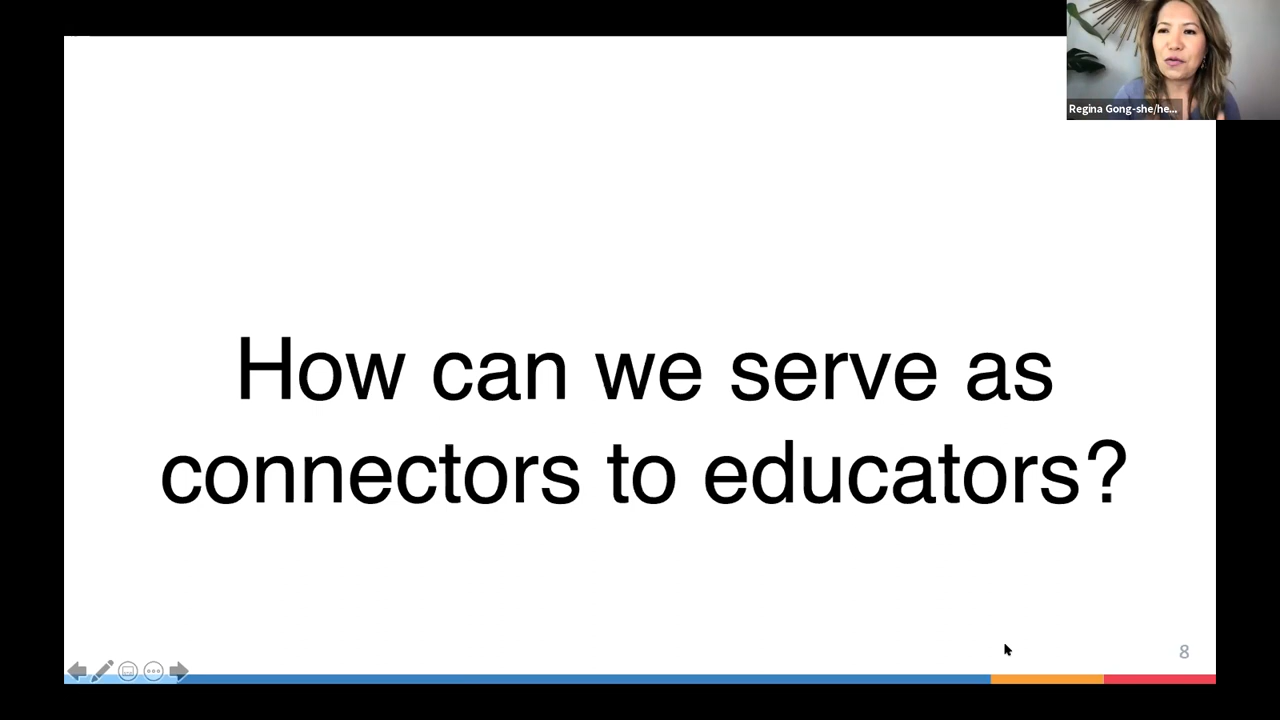 Regina Gong-she/he...
How can we serve as
connectors to educators?
8